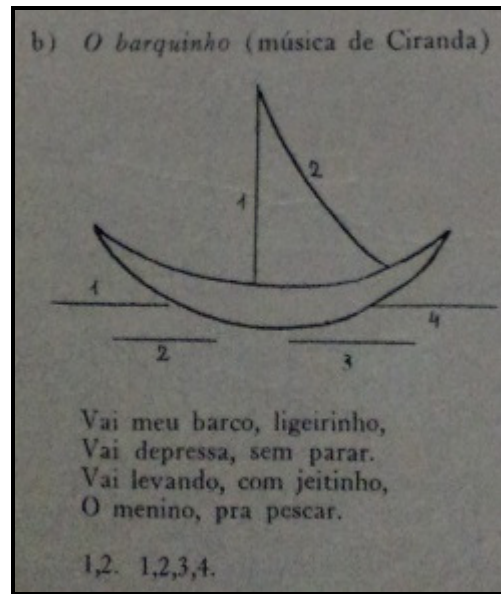 b) O barquinho (música de Ciranda)
1
2
1
4
2
3
Vai meu barco, ligeirinho,
Vai depressa, sem parar.
Vai levando, com jeitinho,
O menino, pra pescar.
1,2. 1,2,3,4.